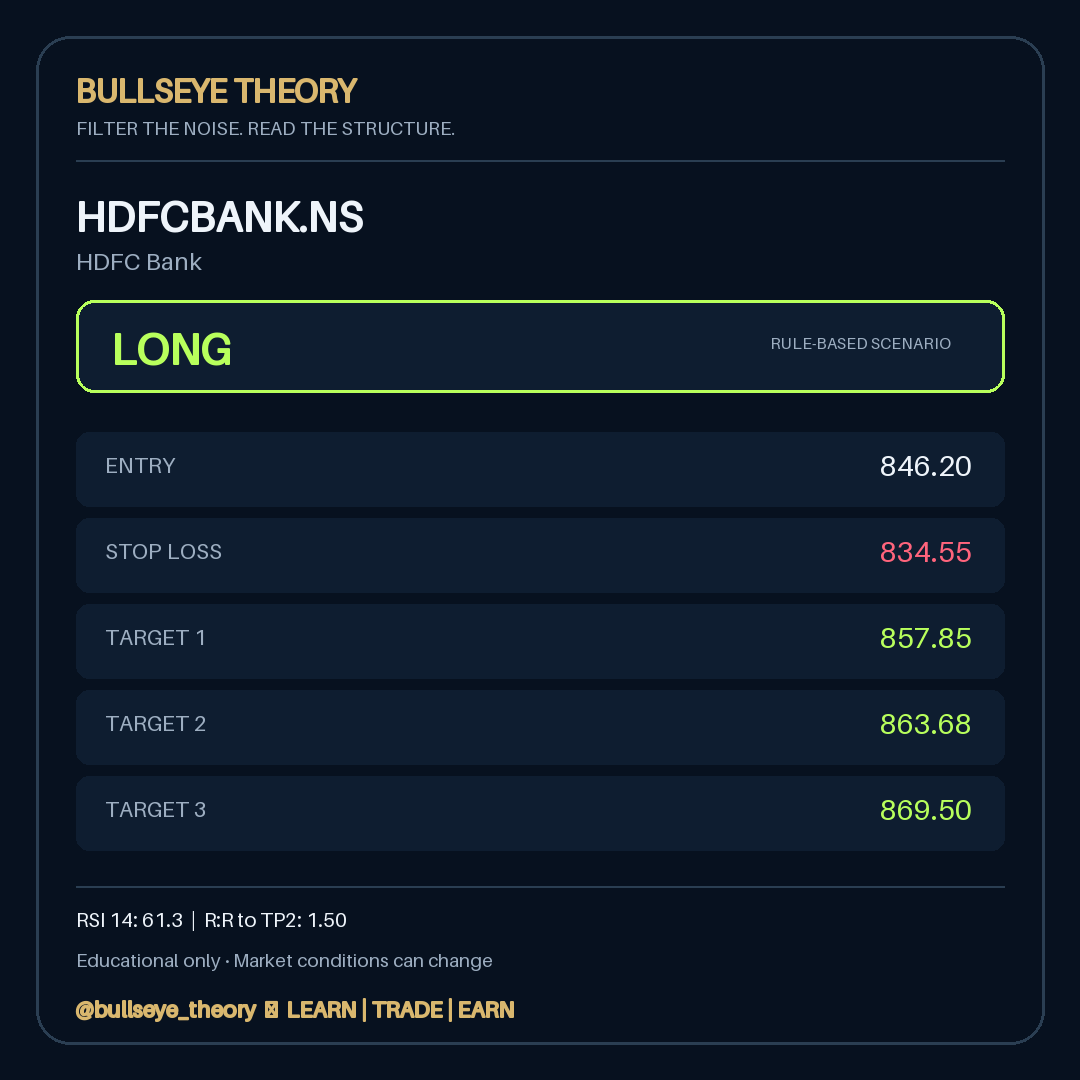 BULLSEYE THEORY
FILTER THE NOISE. READ THE STRUCTURE.
HDFCBANK.NS
HDFC Bank
LONG RULE-BASED SCENARIO
ENTRY 846.20
STOP LOSS 834.55
TARGET 1 857.85
TARGET 2 863.68
TARGET 3 869.50
RSI 14: 61.3 | R:R to TP2: 1.50
Educational only · Market conditions can change
@bullseye_theory LEARN | TRADE | EARN